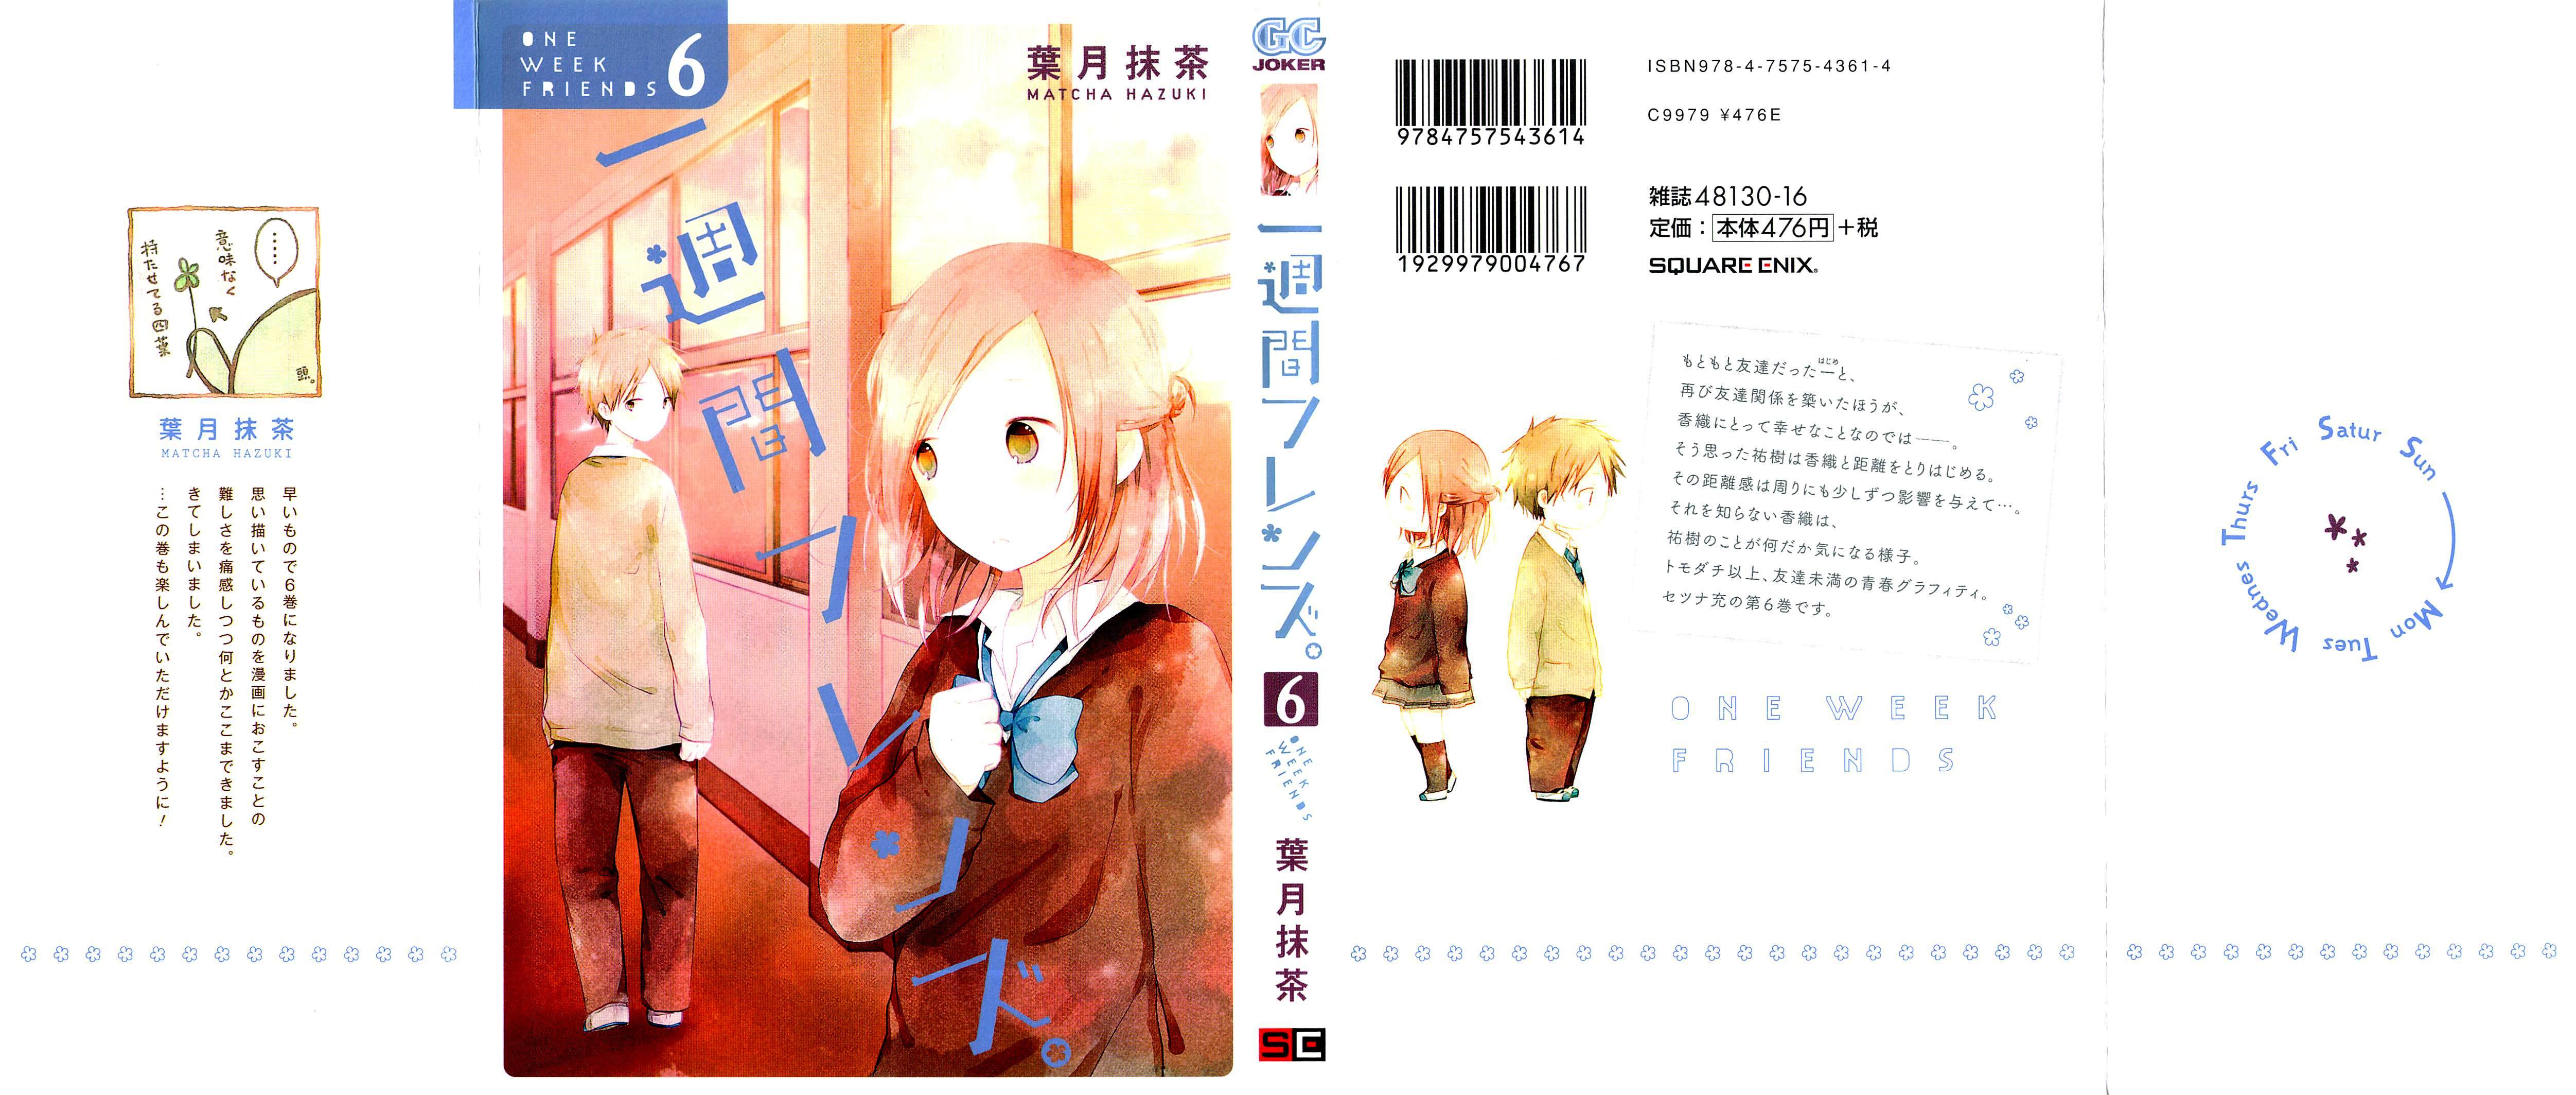 ……
意味なく
持たせてる四葉
頭。
葉月抹茶
MATCHA HAZUKI
早いもので6巻になりました。
思い描いているものを漫画におこすことの
難しさを痛感しつつ何とかここまできました。
きてしまいました。
…この巻も楽しんでいただけますように!
ONE
WEEK
FRIENDS 6
葉月抹茶
MATCHA HAZUKI
一週間フレンズ。
GC
JOKER
一週間フレンズ。
6
ONE
WEEK
FRIENDS
葉月抹茶
SE
9784757543614
ISBN978-4-7575-4361-4
C9979 ¥476E
1929979004767
雑誌48130-16
定価:本体476円+税
SQUARE ENIX®
もともと友達だった一と、
はじめ
再び友達関係を築いたほうが、
香織にとって幸せなことなのでは――。
そう思った祐樹は香織と距離をとりはじめる。
その距離感は周りにも少しずつ影響を与えて…。
それを知らない香織は、
祐樹のことが何だか気になる様子。
トモダチ以上、友達未満の青春グラフィティ。
セツナ充の第6巻です。
ONE WEEK
FRIENDS
Mon
Tues
Wednes
Thurs
Fri
Satur
Sun